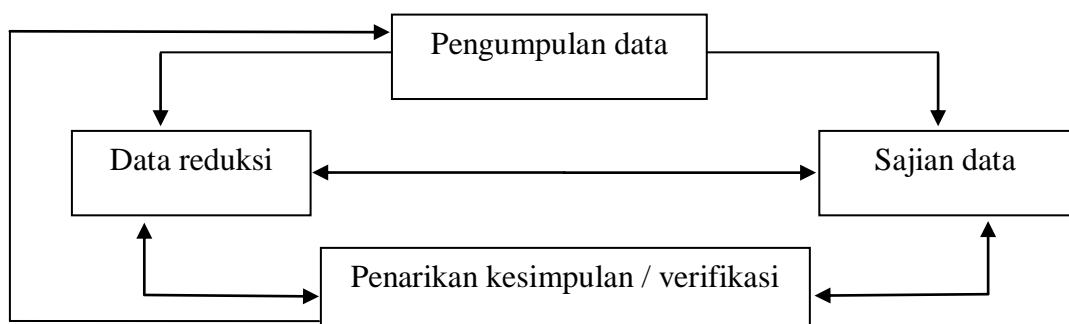 Pengumpulan data
Data reduksi
Sajian data
Penarikan kesimpulan / verifikasi